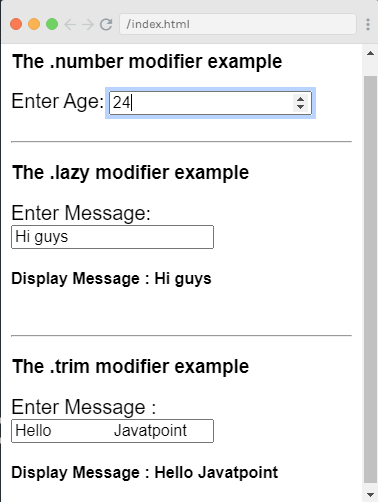 /index.html
The .number modifier example
Enter Age: 24
The .lazy modifier example
Enter Message:
Hi guys
Display Message : Hi guys
The .trim modifier example
Enter Message :
Hello             Javatpoint
Display Message : Hello Javatpoint